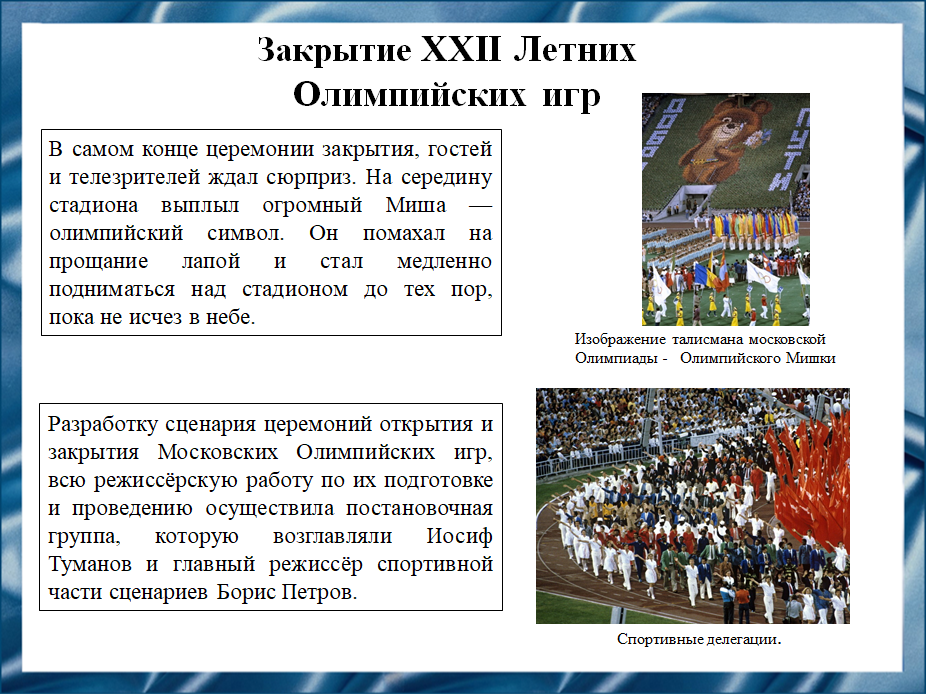 Закрытие XXII Летних
Олимпийских игр
В самом конце церемонии закрытия, гостей
и телезрителей ждал сюрприз. На середину
стадиона выплыл огромный Миша —
олимпийский символ. Он помахал на
прощание лапой и стал медленно
подниматься над стадионом до тех пор,
пока не исчез в небе.
ДОБРО
ПУТИ
Изображение талисмана московской
Олимпиады - Олимпийского Мишки
Разработку сценария церемоний открытия и
закрытия Московских Олимпийских игр,
всю режиссёрскую работу по их подготовке
и проведению осуществила постановочная
группа, которую возглавляли Иосиф
Туманов и главный режиссёр спортивной
части сценариев Борис Петров.
Спортивные делегации.